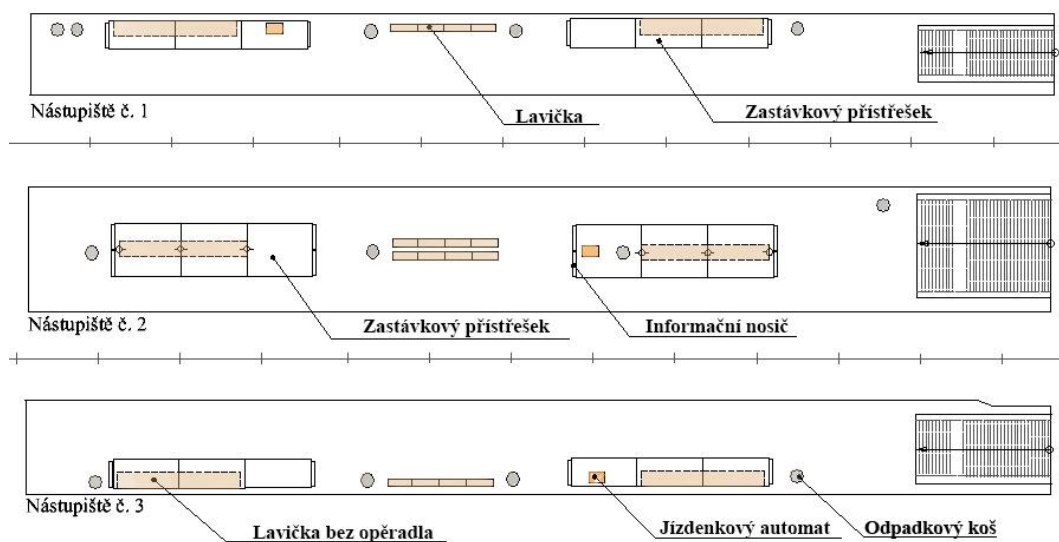 Nástupiště č. 1
Lavička
Zastávkový přístřešek
Nástupiště č. 2
Zastávkový přístřešek
Informační nosič
Nástupiště č. 3
Lavička bez opěradla
Jízdenkový automat
Odpadkový koš